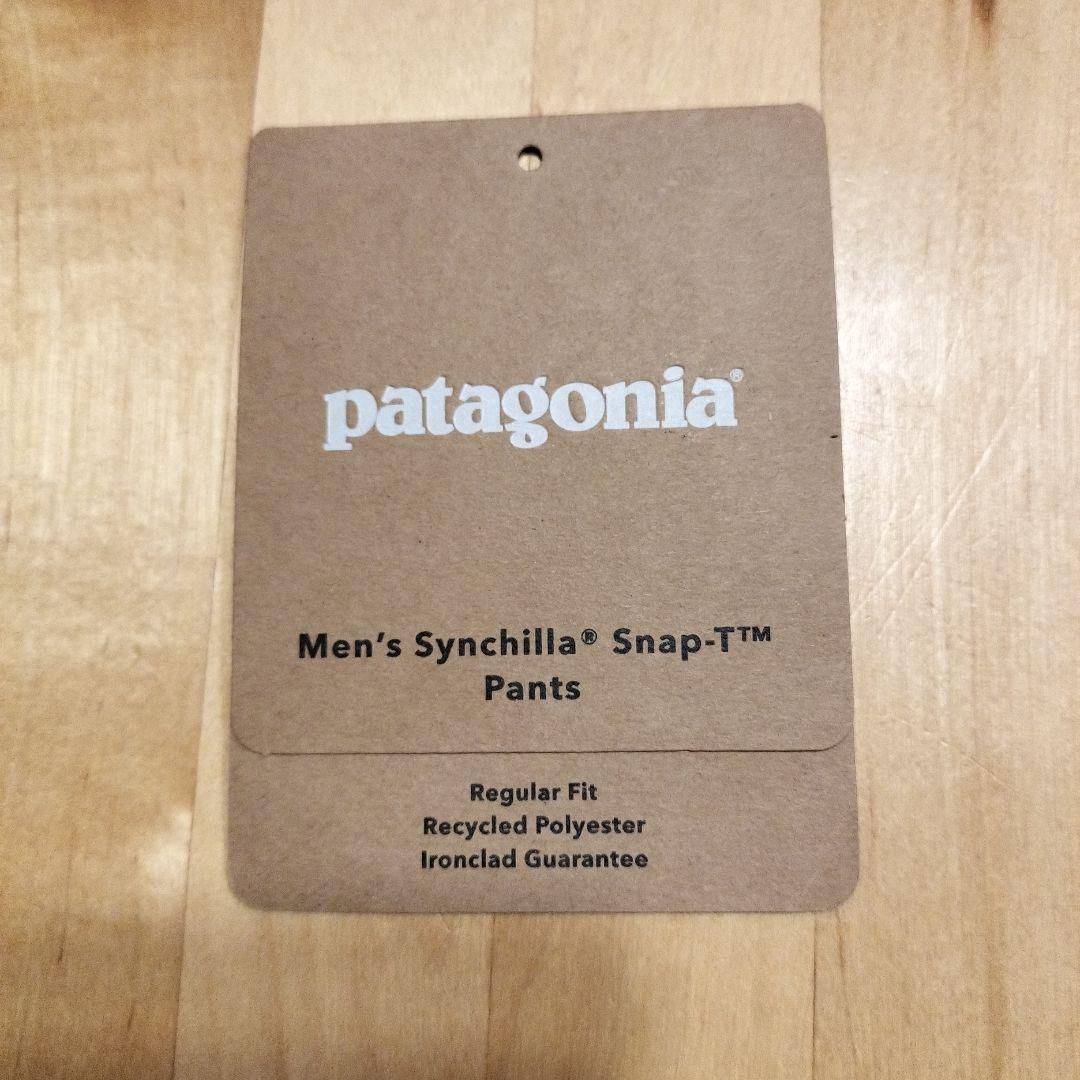 patagonia®
Men's Synchilla® Snap-T™
Pants
Regular Fit
Recycled Polyester
Ironclad Guarantee